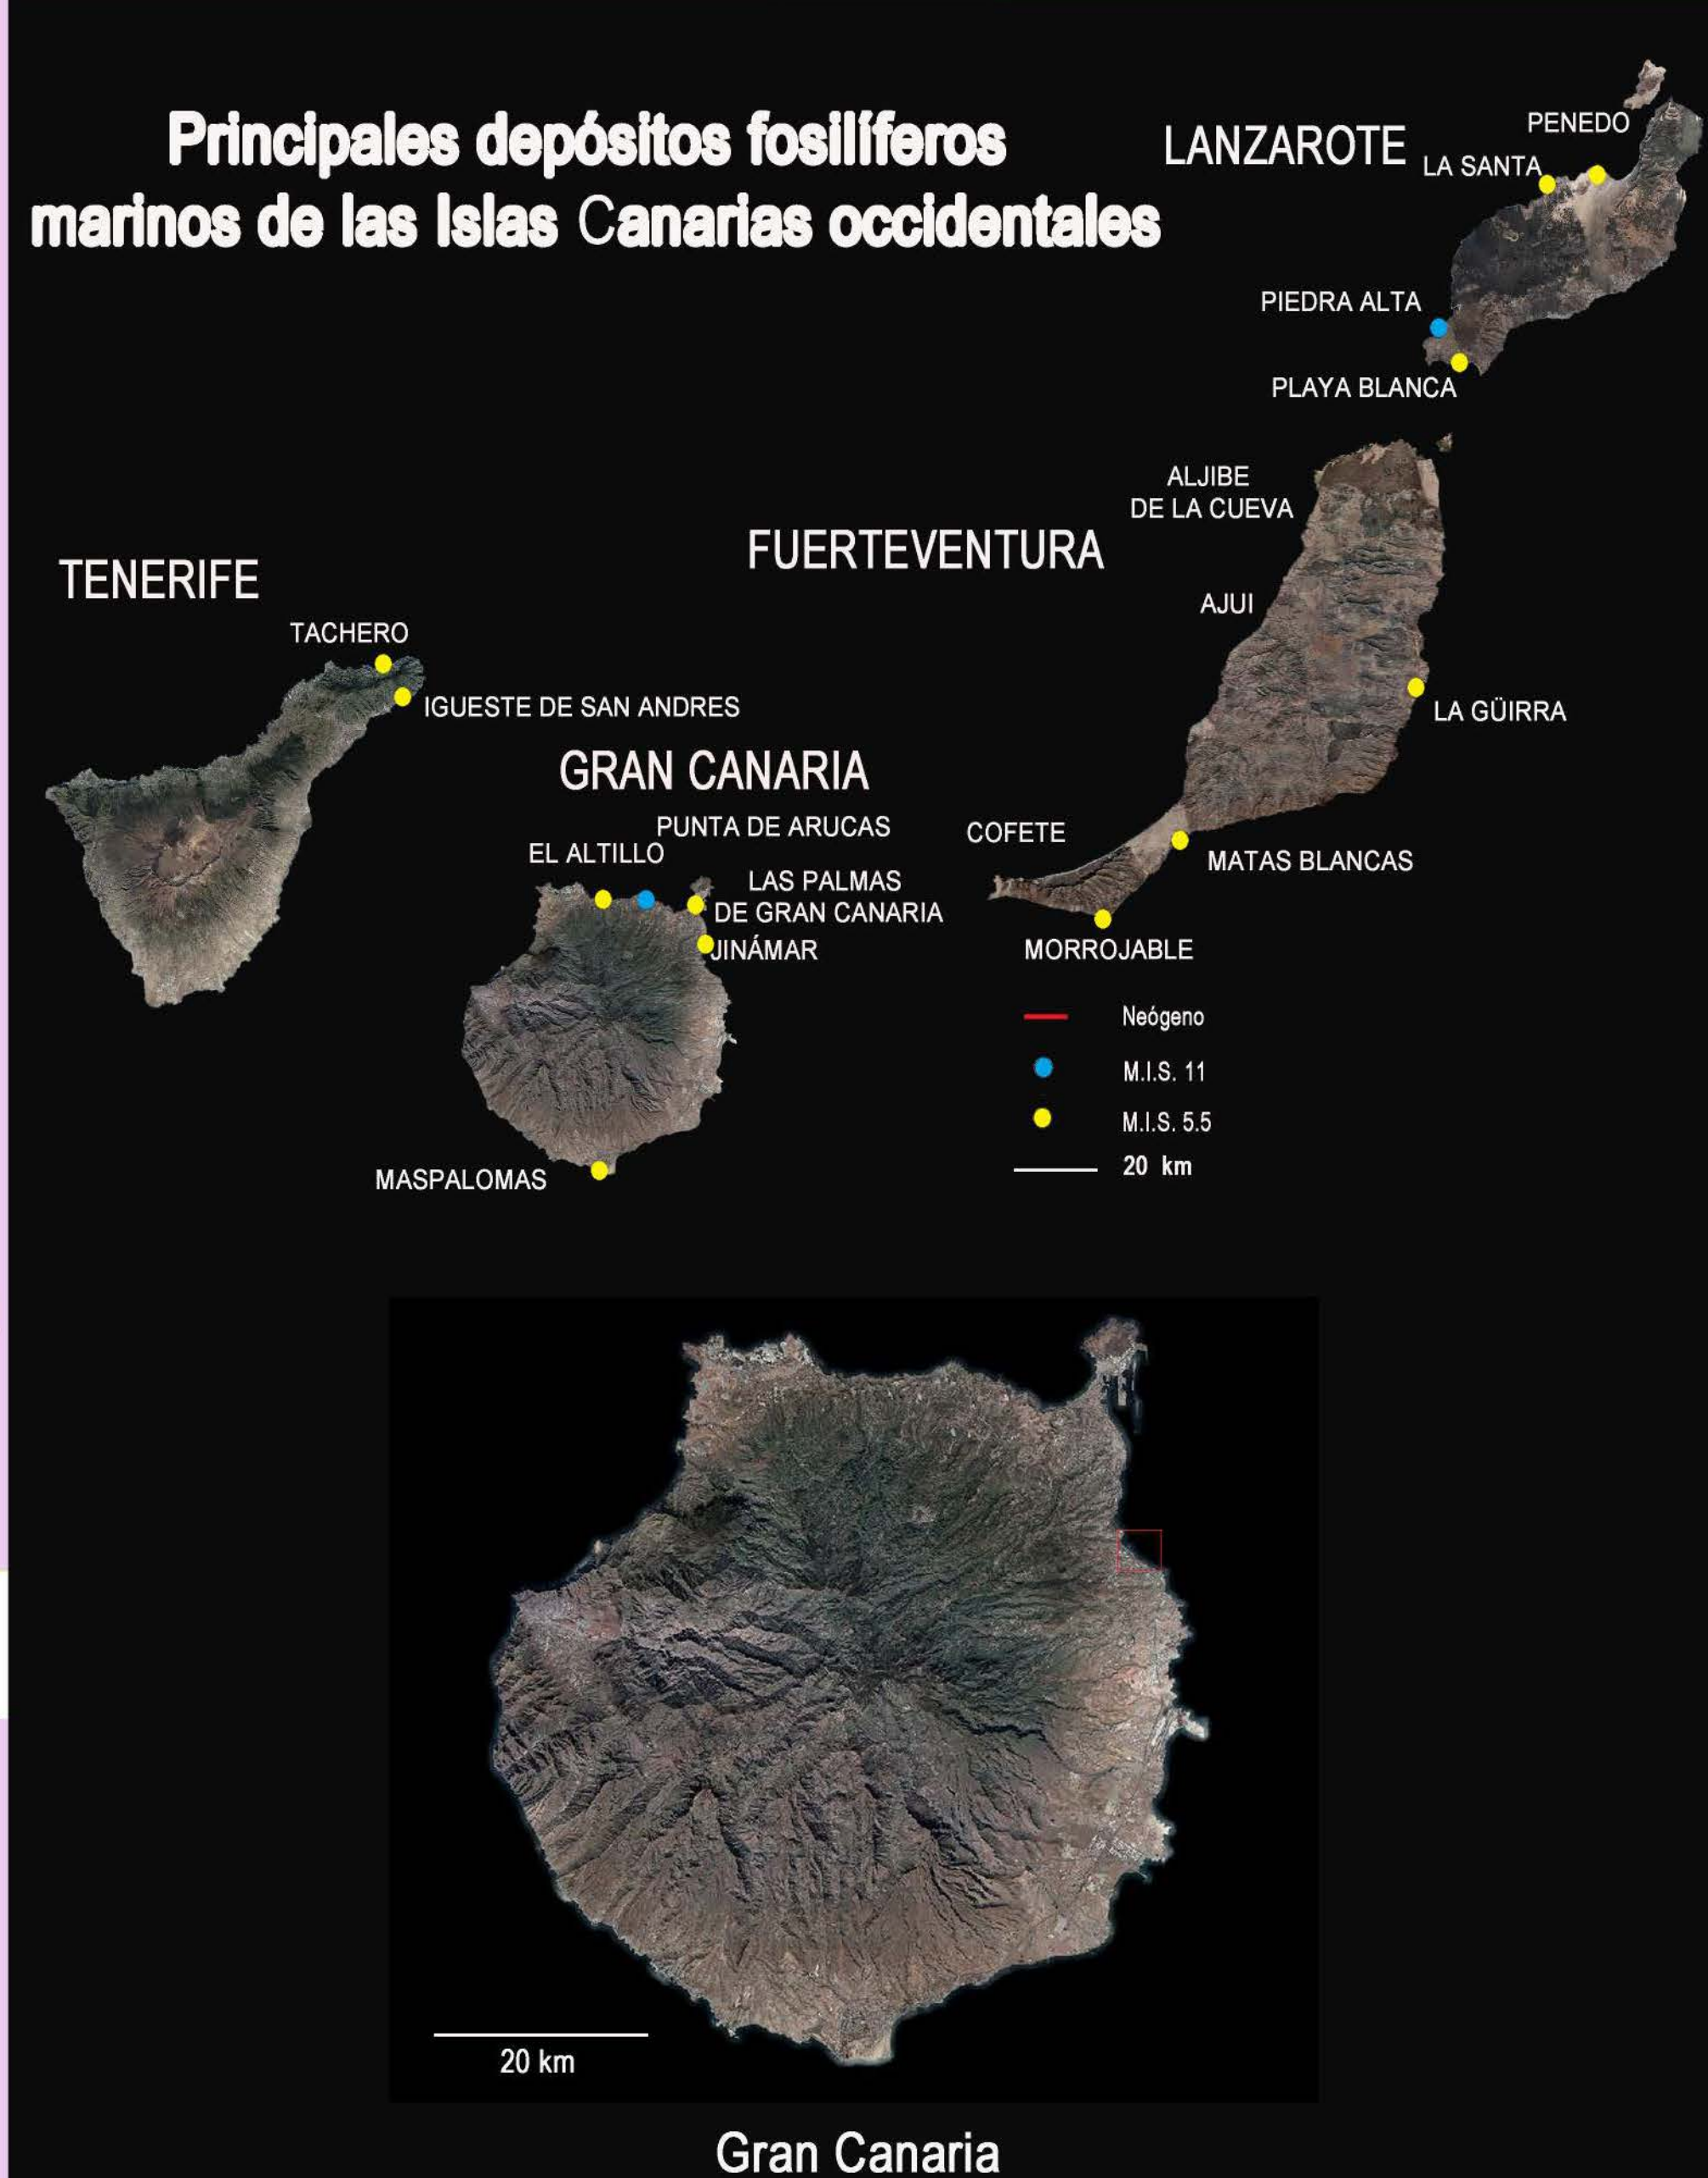 Principales depósitos fosilíferos
marinos de las Islas Canarias occidentales
LANZAROTE
PENEDO
LA SANTA
PIEDRA ALTA
PLAYA BLANCA
ALJIBE
DE LA CUEVA
FUERTEVENTURA
AJUI
TENERIFE
TACHERO
IGUESTE DE SAN ANDRES
LA GÜIRRA
GRAN CANARIA
PUNTA DE ARUCAS
EL ALTILLO
LAS PALMAS
DE GRAN CANARIA
JINÁMAR
COFETE
MATAS BLANCAS
MORROJABLE
Neógeno
M.I.S. 11
M.I.S. 5.5
20 km
MASPALOMAS
20 km
Gran Canaria